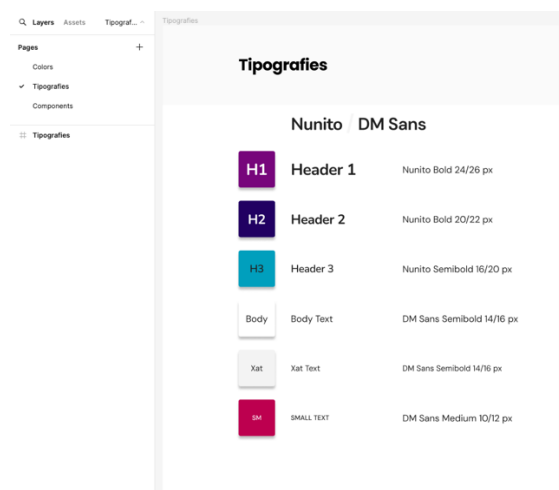 Layers Assets Tipograf...
Pages
Colors
Tipografies
Components
Tipografies
Tipografies
Tipografies
Nunito / DM Sans
H1 Header 1 Nunito Bold 24/26 px
H2 Header 2 Nunito Bold 20/22 px
H3 Header 3 Nunito Semibold 16/20 px
Body Body Text DM Sans Semibold 14/16 px
Xat Xat Text DM Sans Semibold 14/16 px
SM SMALL TEXT DM Sans Medium 10/12 px